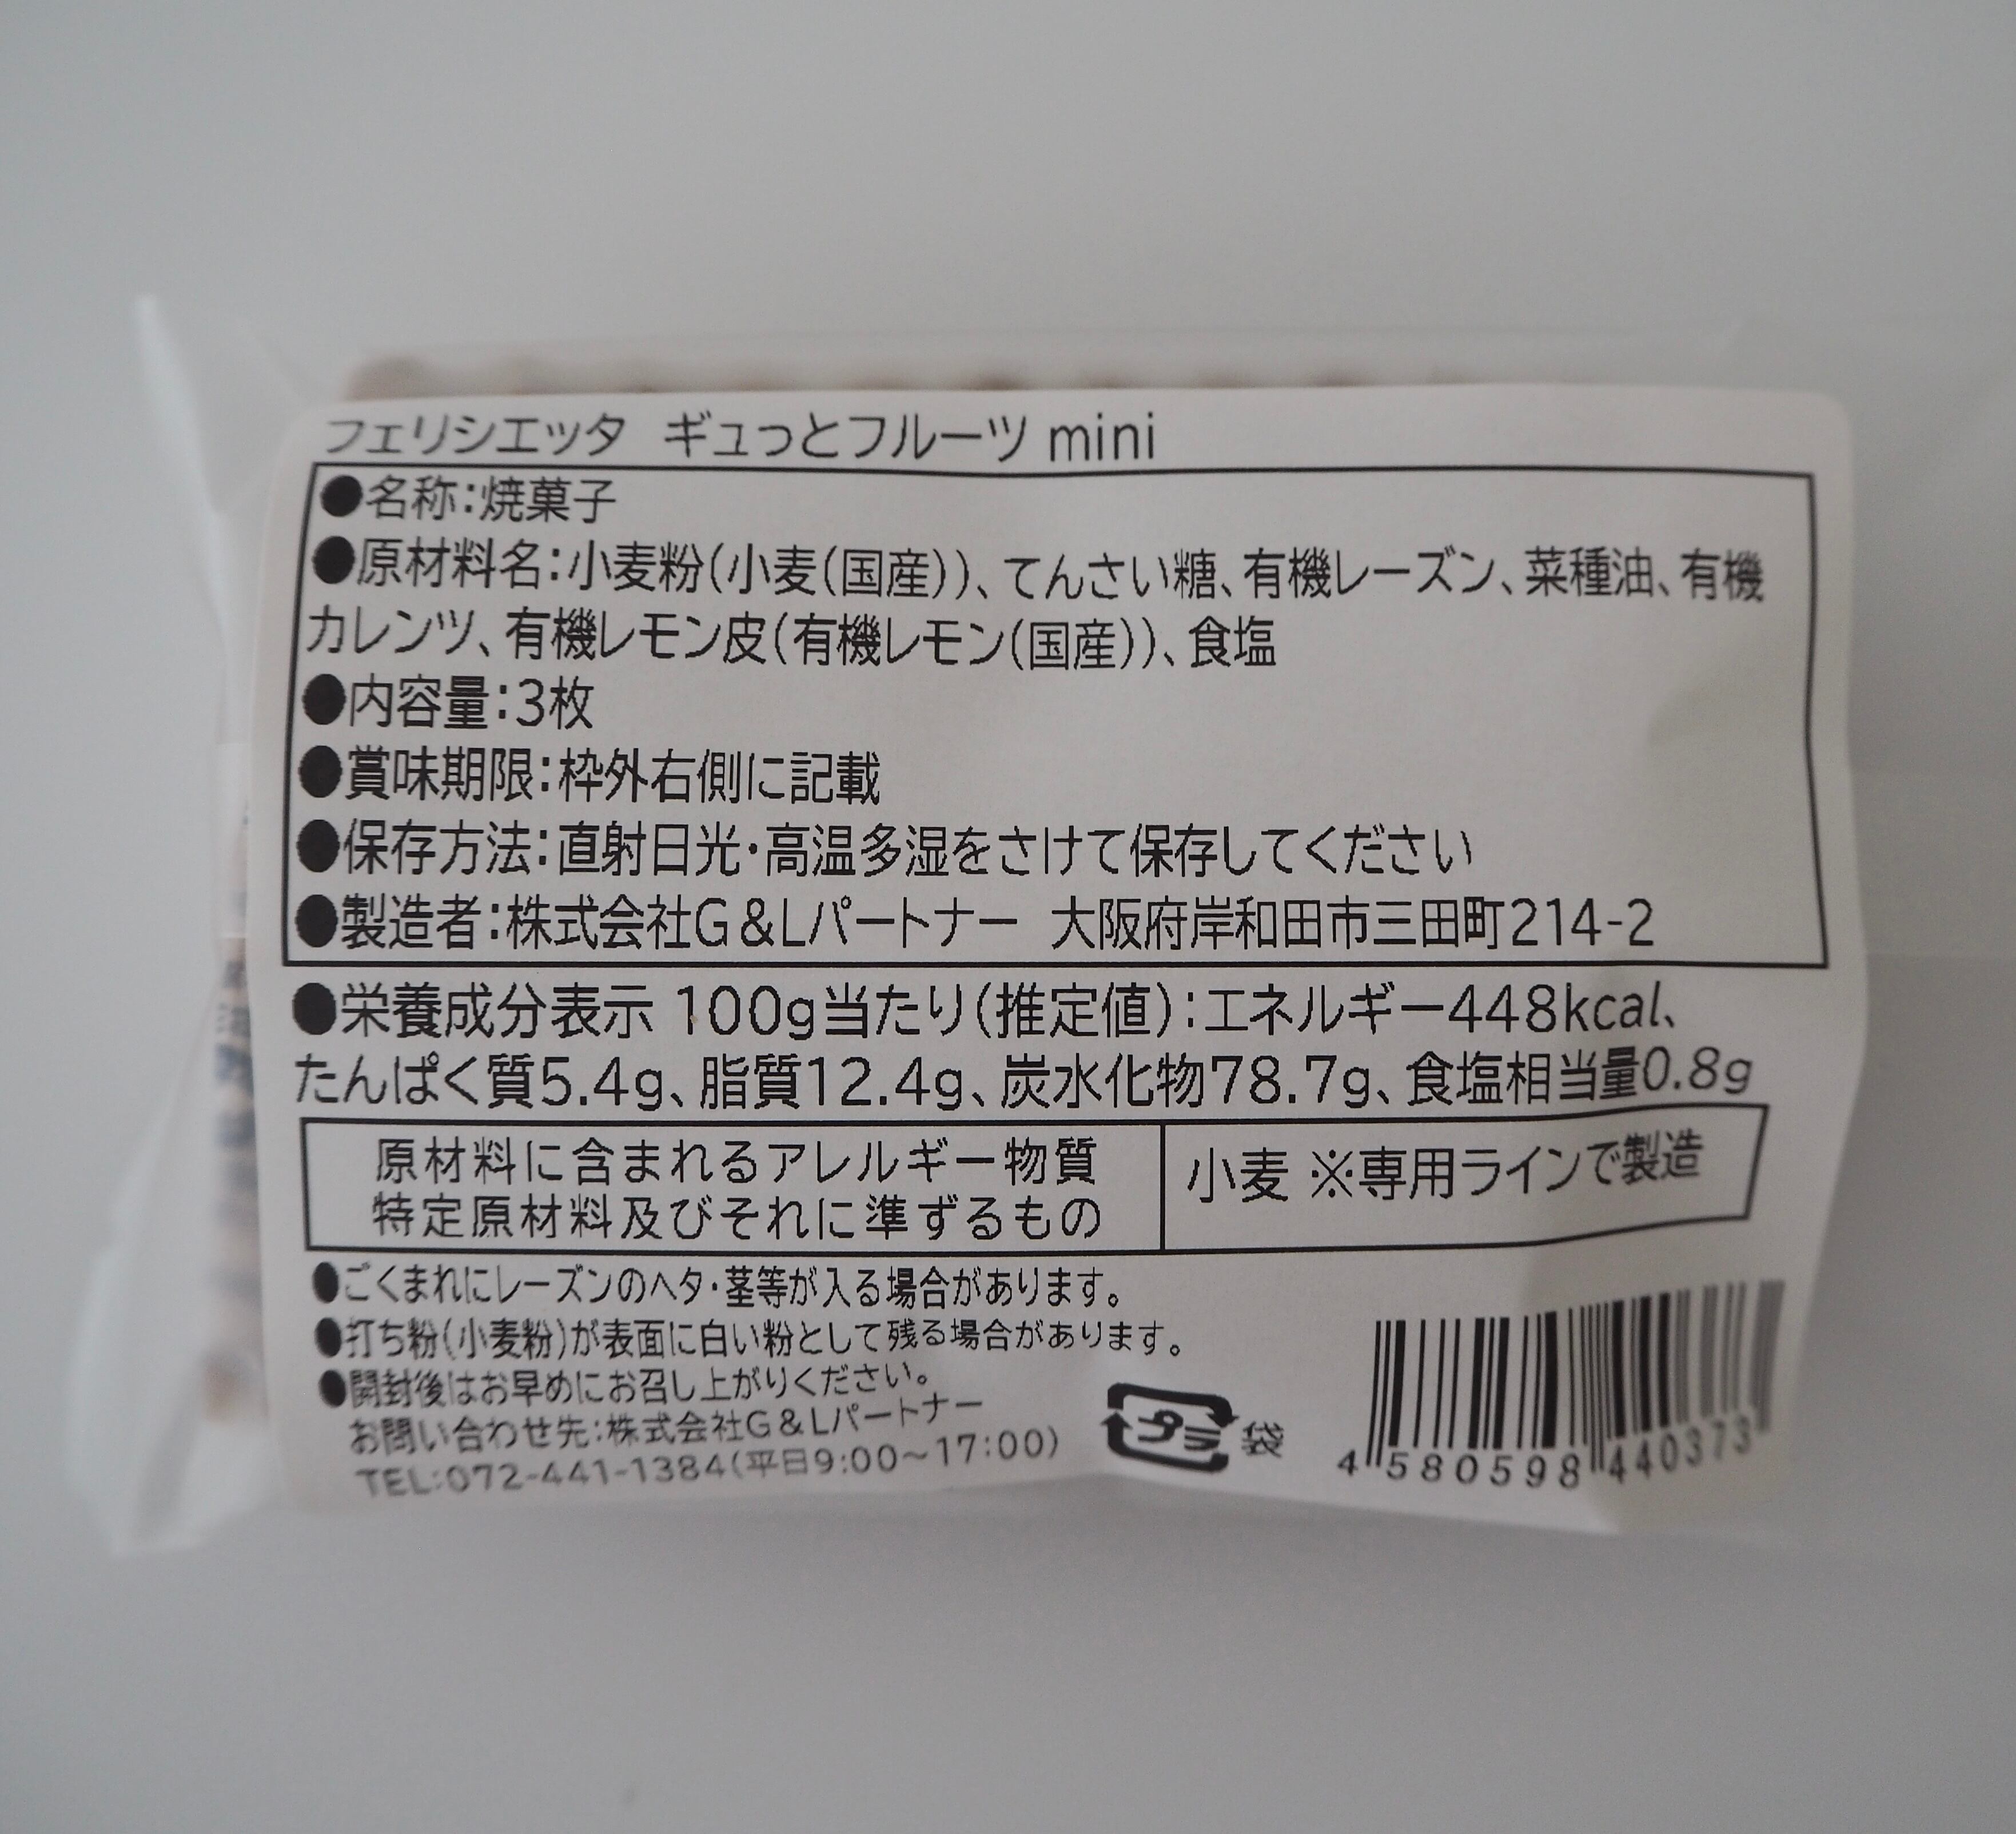 フェリシエッタ ギュっとフルーツ mini
●名称:焼菓子
●原材料名:小麦粉(小麦(国産))、てんさい糖、有機レーズン、菜種油、有機
カレンツ、有機レモン皮(有機レモン(国産))、食塩
●内容量:3枚
●賞味期限:枠外右側に記載
●保存方法:直射日光・高温多湿をさけて保存してください
●製造者:株式会社G&Lパートナー 大阪府岸和田市三田町214-2
●栄養成分表示 100g当たり(推定値):エネルギー448kcal、
たんぱく質5.4g、脂質12.4g、炭水化物78.7g、食塩相当量0.8g
原材料に含まれるアレルギー物質
特定原材料及びそれに準ずるもの
小麦 ※専用ラインで製造
●ごくまれにレーズンのヘタ・茎等が入る場合があります。
●打ち粉(小麦粉)が表面に白い粉として残る場合があります。
●開封後はお早めにお召し上がりください。
お問い合わせ先:株式会社G&Lパートナー
TEL:072-441-1384(平日9:00~17:00)
プラ 袋
4 580598 440373